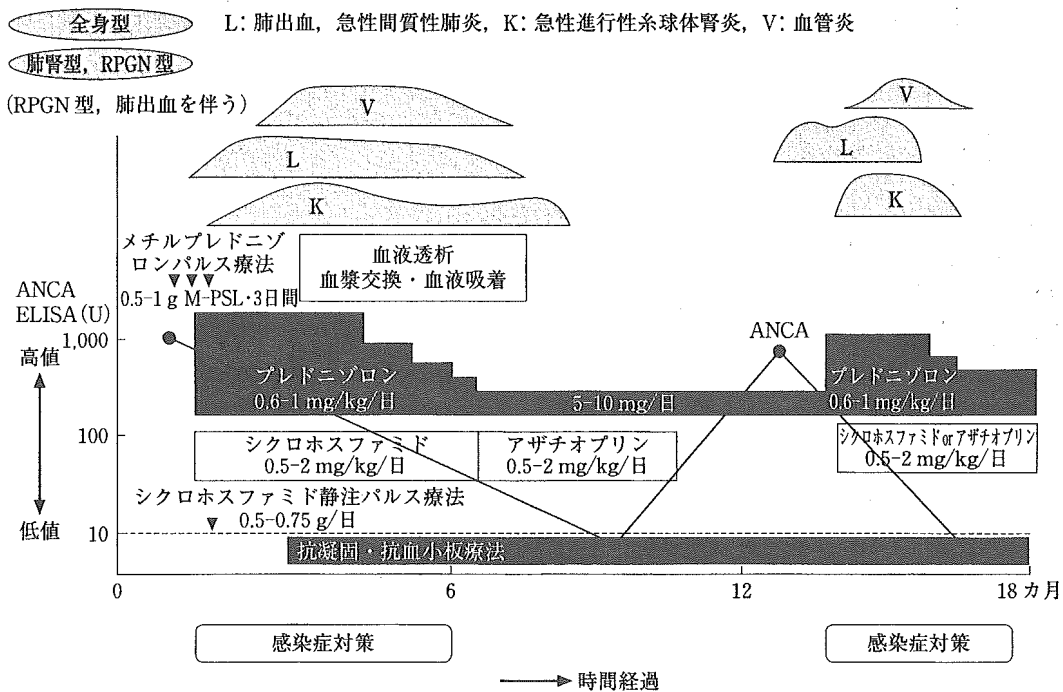 全身型 L: 肺出血，急性間質性肺炎，K: 急性進行性糸球体腎炎，V: 血管炎
肺腎型，RPGN型
(RPGN型，肺出血を伴う)
V
L
K
V
L
K
メチルプレドニゾ
ロンパルス療法
0.5-1 g M-PSL・3日間
血液透析
血漿交換・血液吸着
ANCA
ELISA(U)
高値
低値
1,000
100
10
ANCA
プレドニゾロン
0.6-1 mg/kg/日
5-10 mg/日
プレドニゾロン
0.6-1 mg/kg/日
シクロホスファミド
0.5-2 mg/kg/日
アザチオプリン
0.5-2 mg/kg/日
シクロホスファミドorアザチオプリン
0.5-2 mg/kg/日
シクロホスファミド静注パルス療法
0.5-0.75 g/日
抗凝固・抗血小板療法
0 6 12 18カ月
感染症対策 感染症対策
時間経過